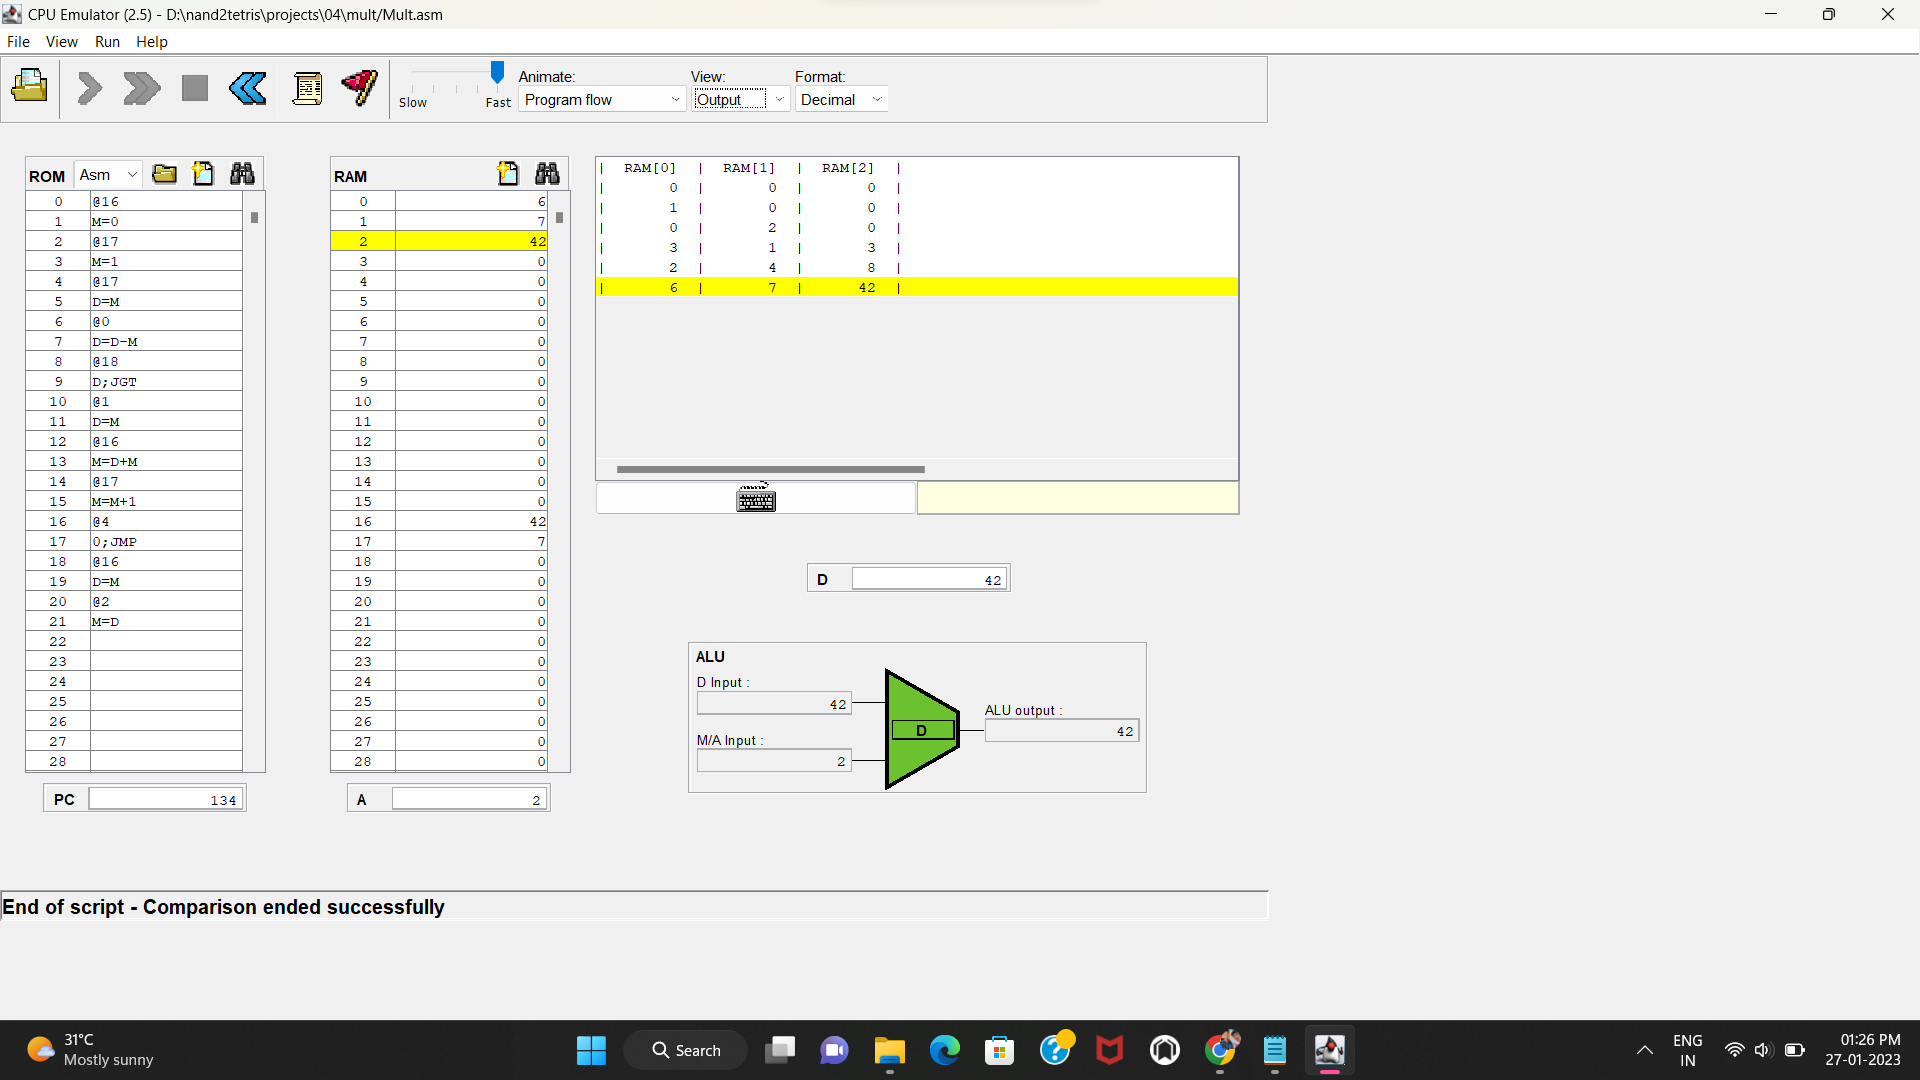 CPU Emulator (2.5) - D:\nand2tetris\projects\04\mult/Mult.asm
File View Run Help
Slow Fast
Animate:
Program flow
View:
Output
Format:
Decimal
ROM Asm
0 @16
1 M=0
2 @17
3 M=1
4 @17
5 D=M
6 @0
7 D=D-M
8 @18
9 D;JGT
10 @1
11 D=M
12 @16
13 M=D+M
14 @17
15 M=M+1
16 @4
17 0;JMP
18 @16
19 D=M
20 @2
21 M=D
22
23
24
25
26
27
28
PC 134
RAM
0 6
1 7
2 42
3 0
4 0
5 0
6 0
7 0
8 0
9 0
10 0
11 0
12 0
13 0
14 0
15 0
16 42
17 7
18 0
19 0
20 0
21 0
22 0
23 0
24 0
25 0
26 0
27 0
28 0
A 2
| RAM[0] | RAM[1] | RAM[2] |
| 0 | 0 | 0 |
| 1 | 0 | 0 |
| 0 | 2 | 0 |
| 3 | 1 | 3 |
| 2 | 4 | 8 |
| 6 | 7 | 42 |
D 42
ALU
D Input :
42
M/A Input :
2
D
ALU output :
42
End of script - Comparison ended successfully
31°C
Mostly sunny
Search
ENG
IN
01:26 PM
27-01-2023